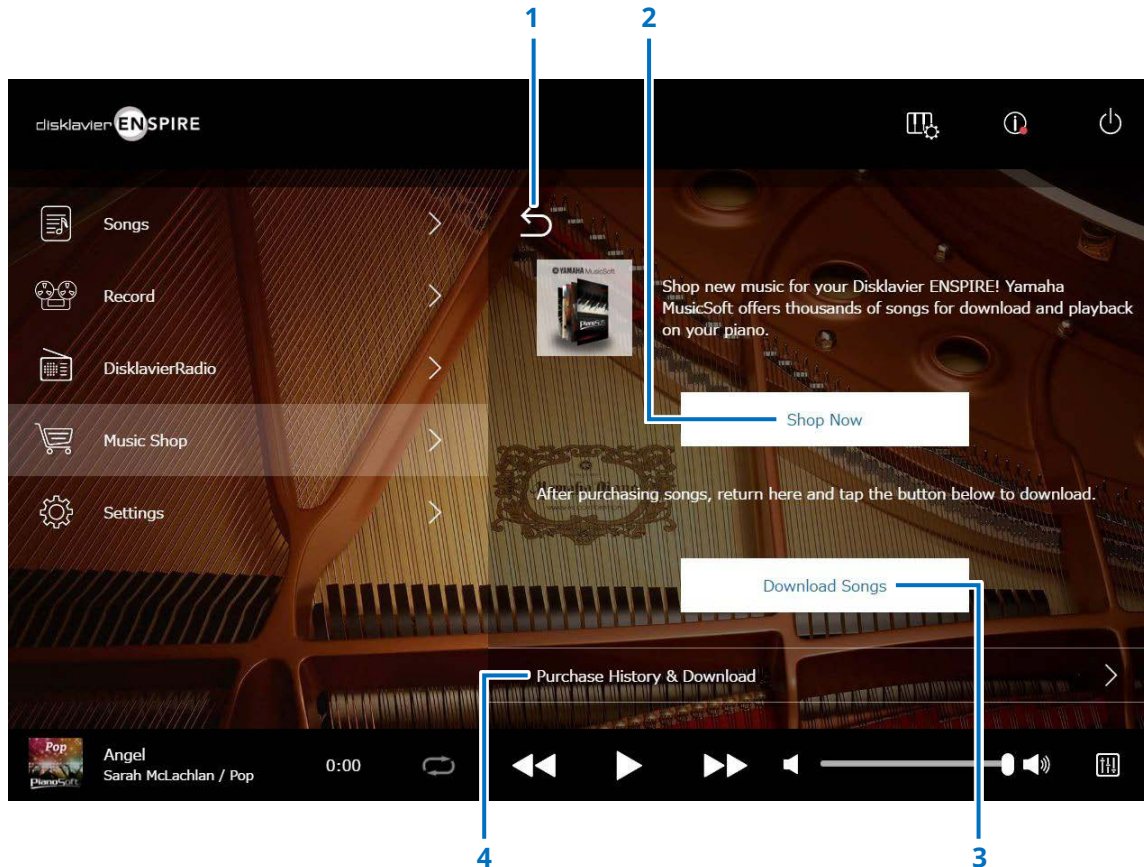 1
2
disklavier ENSPIRE
Songs
Record
DisklavierRadio
Music Shop
Settings
YAMAHA MusicSoft
PianoSoft
Shop new music for your Disklavier ENSPIRE! Yamaha
MusicSoft offers thousands of songs for download and playback
on your piano.
Shop Now
Yamaha Piano
After purchasing songs, return here and tap the button below to download.
Download Songs
Purchase History & Download
Pop
PianoSoft
Angel
Sarah McLachlan / Pop
0:00
4
3